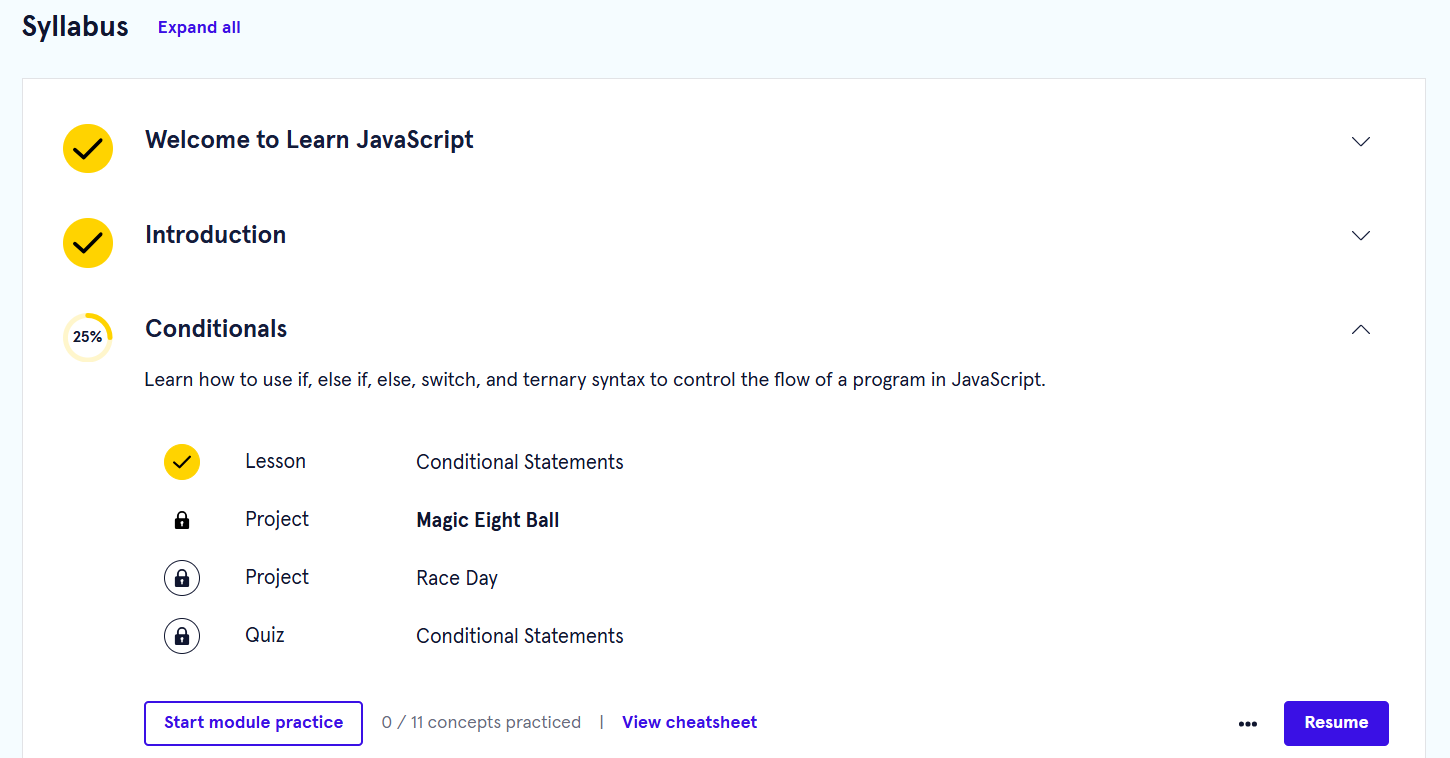 Syllabus Expand all
Welcome to Learn JavaScript
Introduction
25% Conditionals
Learn how to use if, else if, else, switch, and ternary syntax to control the flow of a program in JavaScript.
Lesson Conditional Statements
Project Magic Eight Ball
Project Race Day
Quiz Conditional Statements
Start module practice 0 / 11 concepts practiced | View cheatsheet ••• Resume